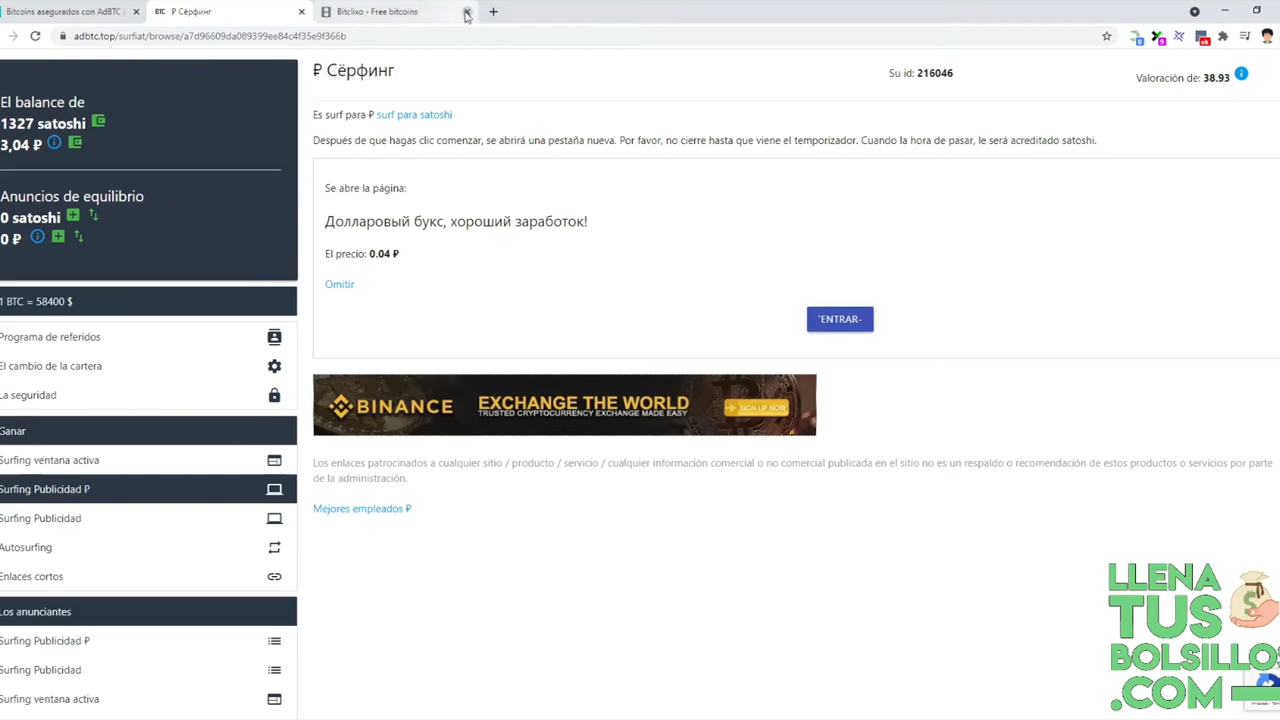 Bitcoins asegurados con AdBTC |
BTC ₽ Сёрфинг
Bitclixo - Free bitcoins
adbtc.top/surfiat/browse/a7d96609da089399ee84c4f35e9f366b
El balance de
1327 satoshi
3,04 ₽
Anuncios de equilibrio
0 satoshi
0 ₽
1 BTC = 58400 $
Programa de referidos
El cambio de la cartera
La seguridad
Ganar
Surfing ventana activa
Surfing Publicidad ₽
Surfing Publicidad
Autosurfing
Enlaces cortos
Los anunciantes
Surfing Publicidad ₽
Surfing Publicidad
Surfing ventana activa
₽ Сёрфинг
Su id: 216046
Valoración de: 38.93
Es surf para ₽ surf para satoshi
Después de que hagas clic comenzar, se abrirá una pestaña nueva. Por favor, no cierre hasta que viene el temporizador. Cuando la hora de pasar, le será acreditado satoshi.
Se abre la página:
Долларовый букс, хороший заработок!
El precio: 0.04 ₽
Omitir
'ENTRAR-
BINANCE
EXCHANGE THE WORLD
TRUSTED CRYPTOCURRENCY EXCHANGE MADE EASY
SIGN UP NOW
Los enlaces patrocinados a cualquier sitio / producto / servicio / cualquier información comercial o no comercial publicada en el sitio no es un respaldo o recomendación de estos productos o servicios por parte
de la administración.
Mejores empleados ₽
LLENA
TUS
BOLSILLOS
.COM